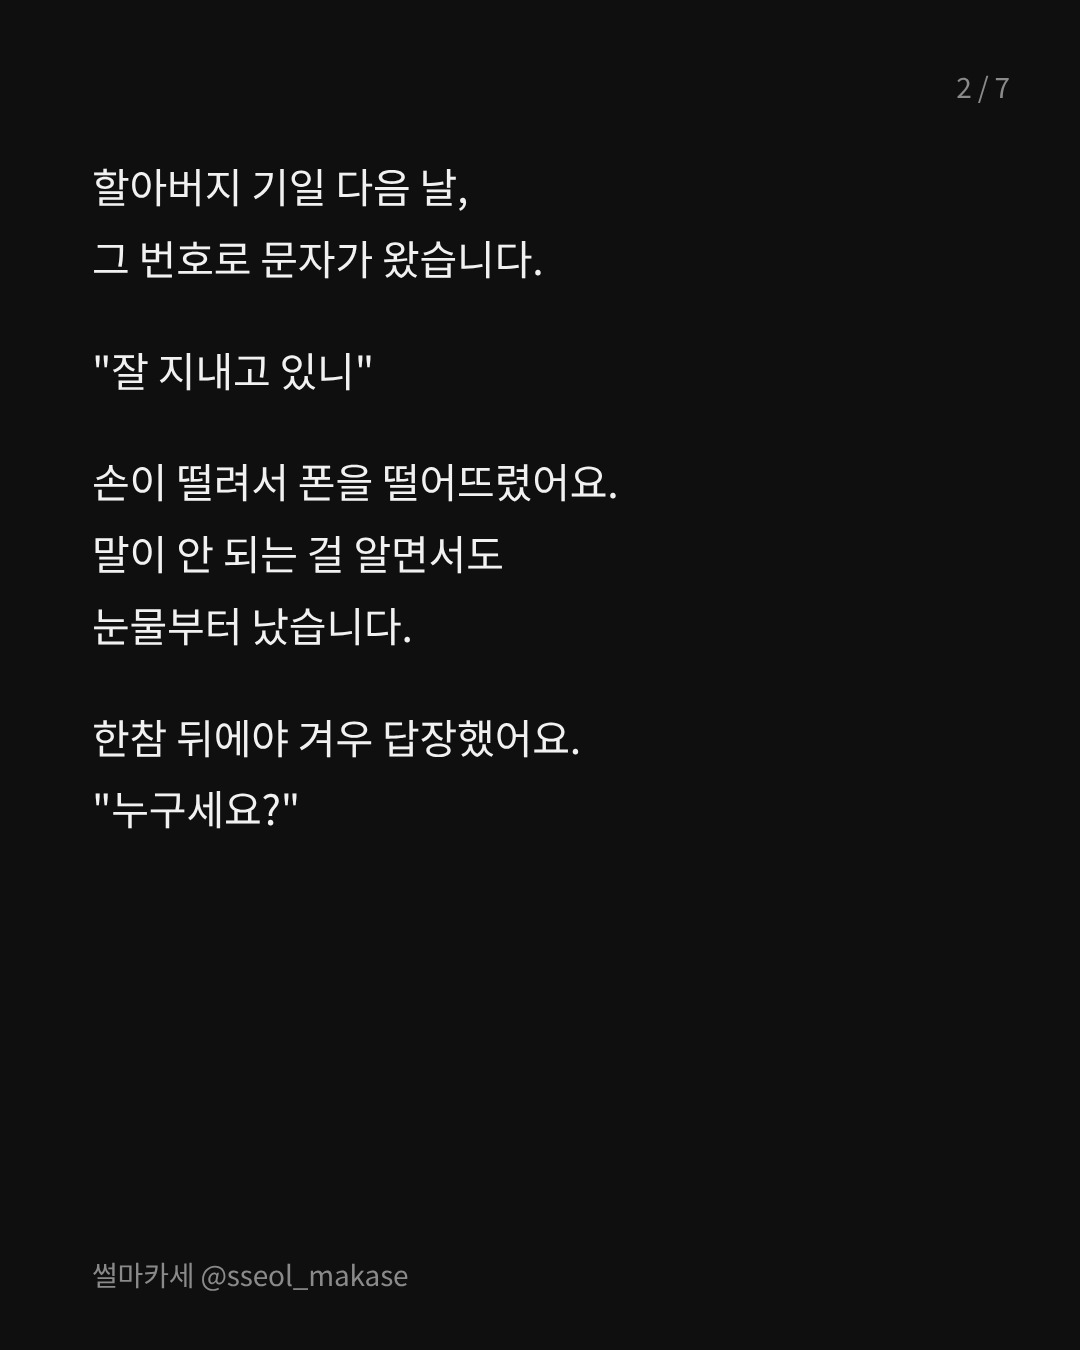 2 / 7
할아버지 기일 다음 날,
그 번호로 문자가 왔습니다.
"잘 지내고 있니"
손이 떨려서 폰을 떨어뜨렸어요.
말이 안 되는 걸 알면서도
눈물부터 났습니다.
한참 뒤에야 겨우 답장했어요.
"누구세요?"
썰마카세 @sseol_makase